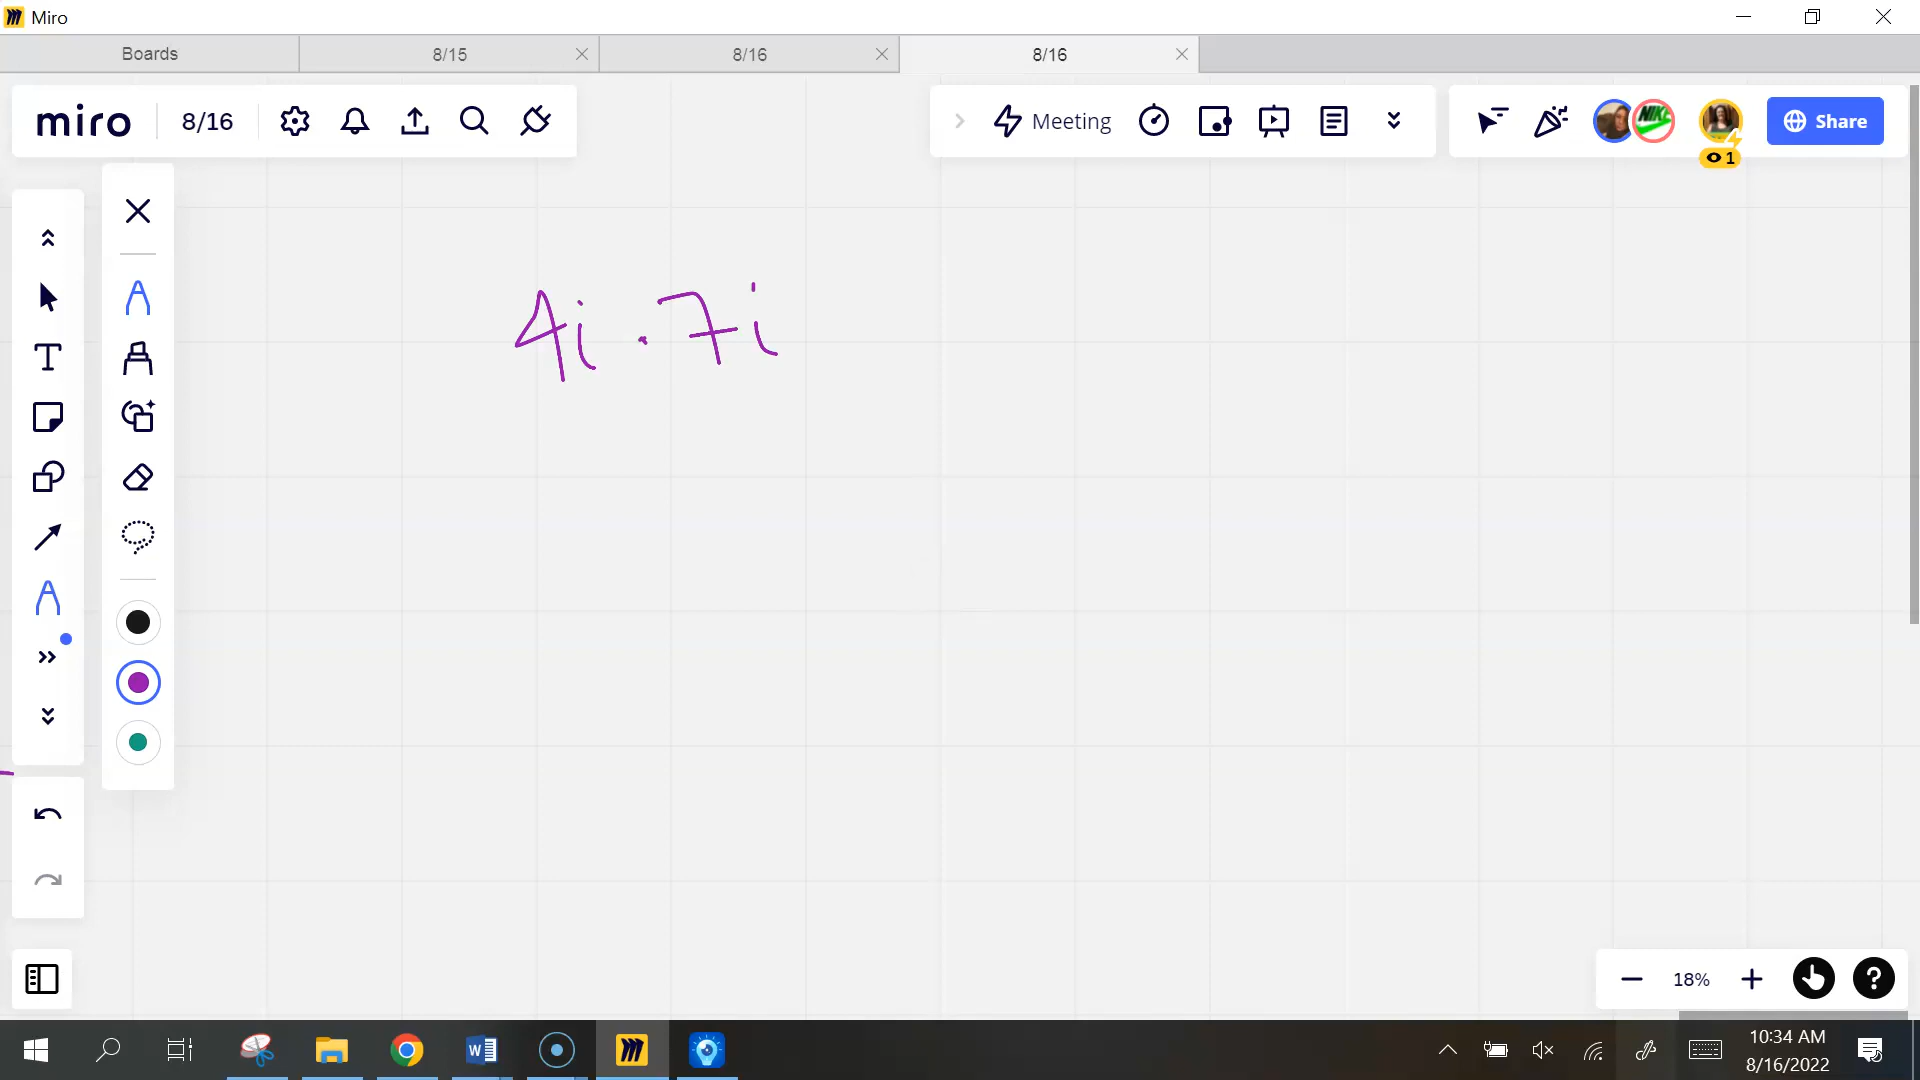 Miro
Boards 8/15 8/16 8/16
miro 8/16 Meeting Share
NIKE
1
4i · 7i
18%
10:34 AM
8/16/2022